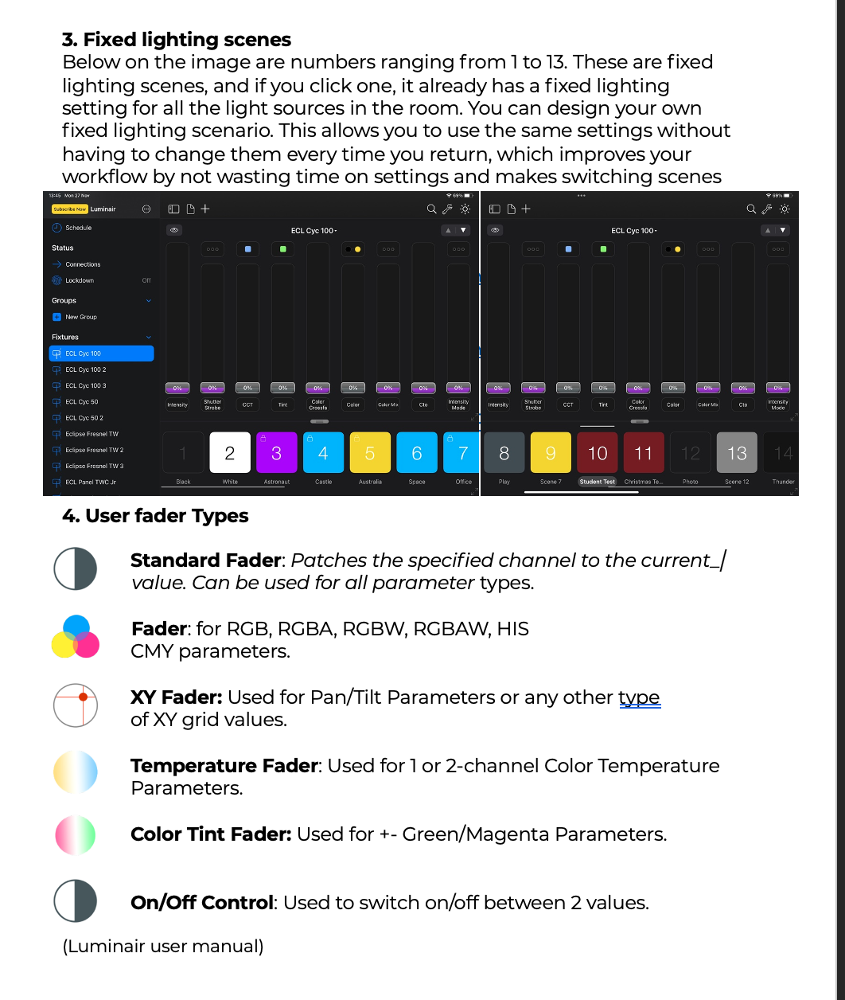 3. Fixed lighting scenes
Below on the image are numbers ranging from 1 to 13. These are fixed
lighting scenes, and if you click one, it already has a fixed lighting
setting for all the light sources in the room. You can design your own
fixed lighting scenario. This allows you to use the same settings without
having to change them every time you return, which improves your
workflow by not wasting time on settings and makes switching scenes
13:45 Mon 27 Nov
69%
Subscribe Now Luminair
Schedule
Status
Connections
Lockdown Off
Groups
New Group
Fixtures
ECL Cyc 100
ECL Cyc 100 2
ECL Cyc 100 3
ECL Cyc 50
ECL Cyc 50 2
Eclipse Fresnel TW
Eclipse Fresnel TW 2
Eclipse Fresnel TW 3
ECL Panel TWC Jr
ECL Cyc 100
0% 0% 0% 0% 0% 0% 0% 0% 0%
Intensity Shutter Strobe CCT Tint Color Crossfa Color Color Mix Cto Intensity Mode
1 2 3 4 5 6 7
Black White Astronaut Castle Australia Space Office
69%
ECL Cyc 100
0% 0% 0% 0% 0% 0% 0% 0% 0%
Intensity Shutter Strobe CCT Tint Color Crossfa Color Color Mix Cto Intensity Mode
8 9 10 11 12 13 14
Play Scene 7 Student Test Christmas Te... Photo Scene 12 Thunder
4. User fader Types
Standard Fader: Patches the specified channel to the current_/
value. Can be used for all parameter types.
Fader: for RGB, RGBA, RGBW, RGBAW, HIS
CMY parameters.
XY Fader: Used for Pan/Tilt Parameters or any other type
of XY grid values.
Temperature Fader: Used for 1 or 2-channel Color Temperature
Parameters.
Color Tint Fader: Used for +- Green/Magenta Parameters.
On/Off Control: Used to switch on/off between 2 values.
(Luminair user manual)